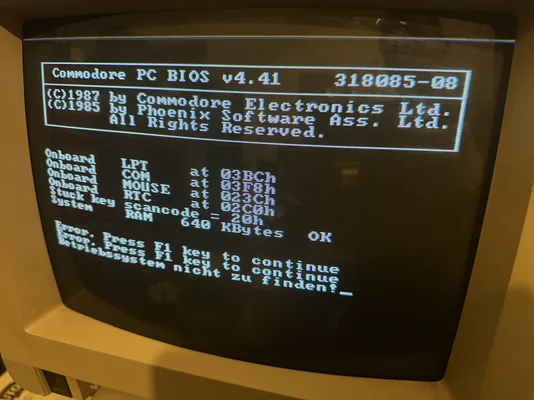 Commodore PC BIOS v4.41 318085-08
(C)1987 by Commodore Electronics Ltd.
(C)1985 by Phoenix Software Ass. Ltd.
All Rights Reserved.
Onboard LPT at 03BCh
Onboard COM at 03F8h
Onboard MOUSE at 023Ch
Onboard RTC at 02C0h
Stuck key scancode = 20h
System RAM 640 KBytes OK
Error. Press F1 key to continue
Error. Press F1 key to continue
Betriebssystem nicht zu finden!_